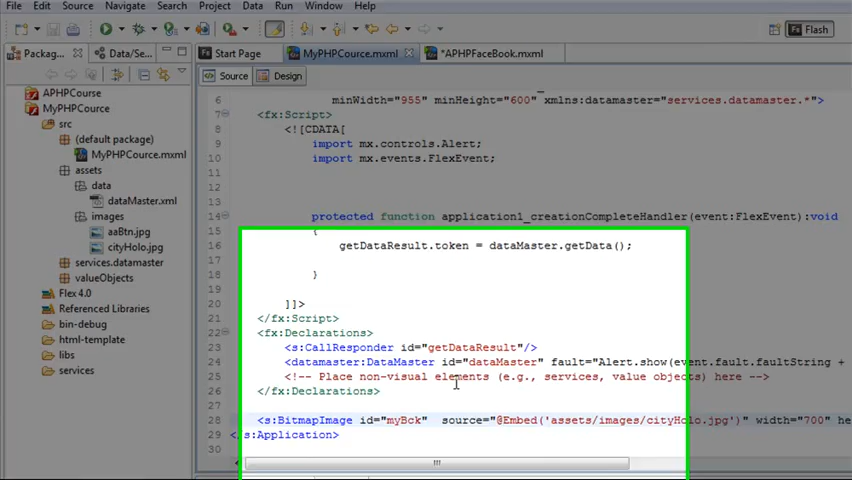 File Edit Source Search Project Data Run Window Help
Flash
Packag... Data/Se...
Start Page MyPHPCource.mxml *APHPFaceBook.mxml
Source Design
APHPCourse
MyPHPCource
src
(default package)
MyPHPCource.mxml
assets
data
dataMaster.xml
images
aaBtn.jpg
cityHolo.jpg
services.datamaster
valueObjects
Flex 4.0
Referenced Libraries
bin-debug
html-template
libs
services
6 minWidth="955" minHeight="600" xmlns:datamaster="services.datamaster.*">
7 <fx:Script>
8 <![CDATA[
9 import mx.controls.Alert;
10 import mx.events.FlexEvent;
11
12
13
14 protected function application1_creationCompleteHandler(event:FlexEvent):void
15 {
16 getDataResult.token = dataMaster.getData();
17
18 }
19
20 ]]>
21 </fx:Script>
22 <fx:Declarations>
23 <s:CallResponder id="getDataResult"/>
24 <datamaster:DataMaster id="dataMaster" fault="Alert.show(event.fault.faultString +
25 <!-- Place non-visual elements (e.g., services, value objects) here -->
26 </fx:Declarations>
27
28 <s:BitmapImage id="myBck" source="@Embed('assets/images/cityHolo.jpg')" width="700" he
29 </s:Application>
30